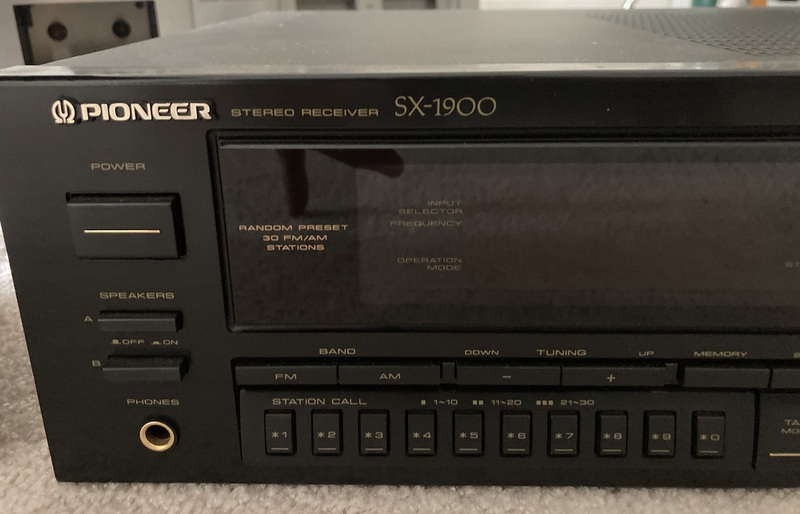 PIONEER STEREO RECEIVER SX-1900
POWER
RANDOM PRESET
30 FM/AM
STATIONS
INPUT
SELECTOR
FREQUENCY
OPERATION
MODE
SPEAKERS
A
OFF ON
B
PHONES
BAND DOWN TUNING UP MEMORY
FM AM − +
STATION CALL 1~10 11~20 21~30
*1 *2 *3 *4 *5 *6 *7 *8 *9 *0